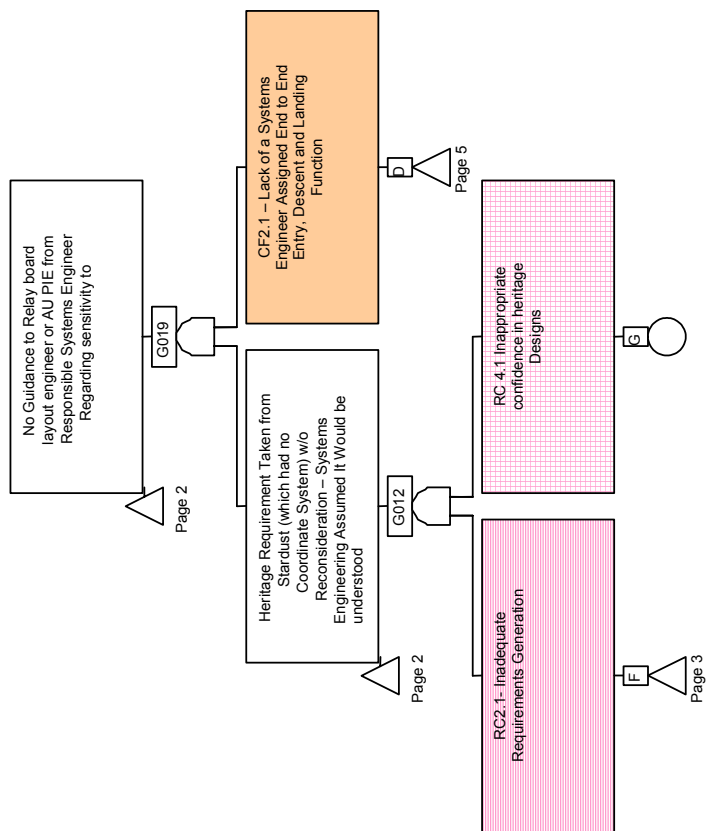 No Guidance to Relay board
layout engineer or AU PIE from
Responsible Systems Engineer
Regarding sensitivity to
Page 2
G019
Heritage Requirement Taken from
Stardust (which had no
Coordinate System) w/o
Reconsideration – Systems
Engineering Assumed It Would be
understood
Page 2
G012
CF2.1 – Lack of a Systems
Engineer Assigned End to End
Entry, Descent and Landing
Function
D
Page 5
RC2.1- Inadequate
Requirements Generation
F
Page 3
RC 4.1 Inappropriate
confidence in heritage
Designs
G